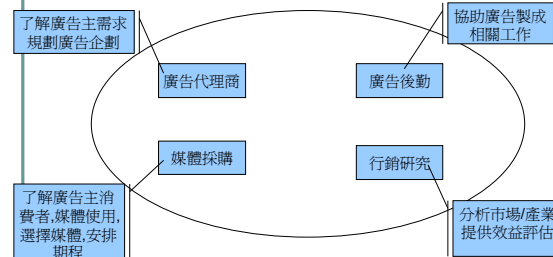 了解廣告主需求
規劃廣告企劃
協助廣告製成
相關工作
廣告代理商
廣告後勤
媒體採購
行銷研究
了解廣告主消
費者,媒體使用,
選擇媒體,安排
期程
分析市場/產業
提供效益評估